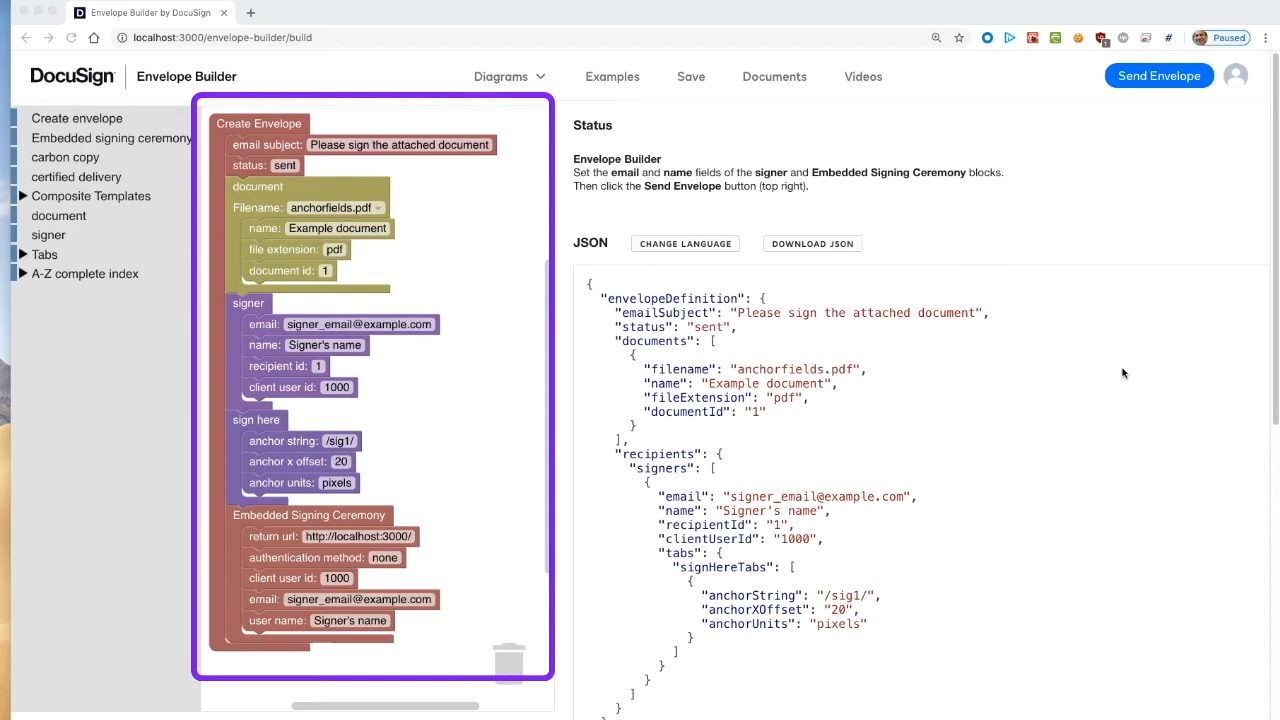 Envelope Builder by DocuSign
localhost:3000/envelope-builder/build
Paused
DocuSign
Envelope Builder
Diagrams
Examples
Save
Documents
Videos
Send Envelope
Create envelope
Embedded signing ceremony
carbon copy
certified delivery
Composite Templates
document
signer
Tabs
A-Z complete index
Create Envelope
email subject: Please sign the attached document
status: sent
document
Filename: anchorfields.pdf
name: Example document
file extension: pdf
document id: 1
signer
email: signer_email@example.com
name: Signer's name
recipient id: 1
client user id: 1000
sign here
anchor string: /sig1/
anchor x offset: 20
anchor units: pixels
Embedded Signing Ceremony
return url: http://localhost:3000/
authentication method: none
client user id: 1000
email: signer_email@example.com
user name: Signer's name
Status
Envelope Builder
Set the email and name fields of the signer and Embedded Signing Ceremony blocks.
Then click the Send Envelope button (top right).
JSON
CHANGE LANGUAGE
DOWNLOAD JSON
{
"envelopeDefinition": {
"emailSubject": "Please sign the attached document",
"status": "sent",
"documents": [
{
"filename": "anchorfields.pdf",
"name": "Example document",
"fileExtension": "pdf",
"documentId": "1"
}
],
"recipients": {
"signers": [
{
"email": "signer_email@example.com",
"name": "Signer's name",
"recipientId": "1",
"clientUserId": "1000",
"tabs": {
"signHereTabs": [
{
"anchorString": "/sig1/",
"anchorXOffset": "20",
"anchorUnits": "pixels"
}
]
}
}
]
}